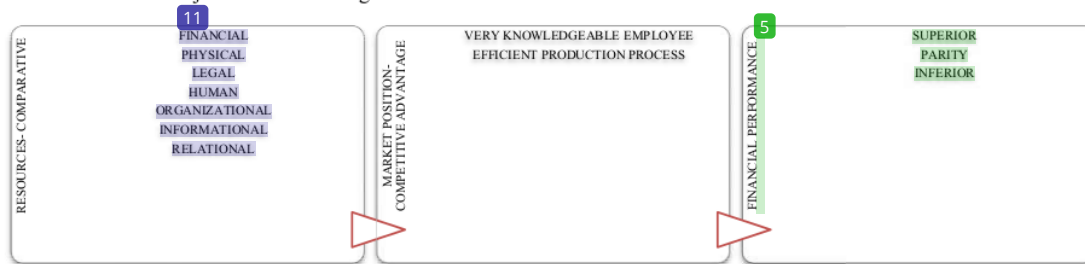 11
RESOURCES- COMPARATIVE
FINANCIAL
PHYSICAL
LEGAL
HUMAN
ORGANIZATIONAL
INFORMATIONAL
RELATIONAL
MARKET POSITION-
COMPETITIVE ADVANTAGE
VERY KNOWLEDGEABLE EMPLOYEE
EFFICIENT PRODUCTION PROCESS
5
FINANCIAL PERFORMANCE
SUPERIOR
PARITY
INFERIOR